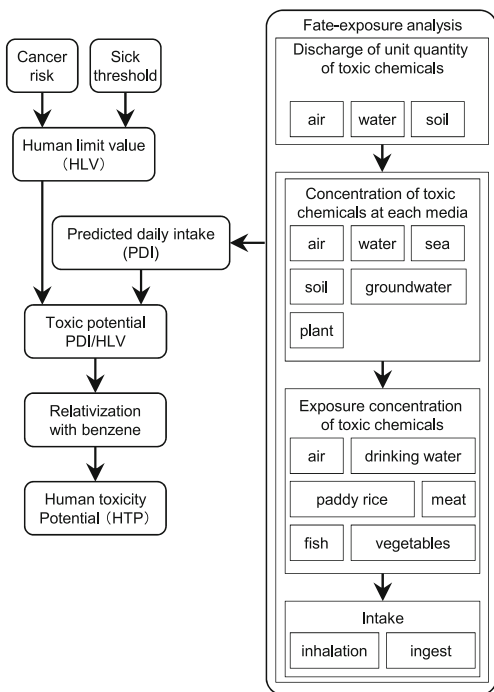 Cancer
risk
Sick
threshold
Human limit value
（HLV）
Predicted daily intake
(PDI)
Toxic potential
PDI/HLV
Relativization
with benzene
Human toxicity
Potential（HTP）
Fate-exposure analysis
Discharge of unit quantity
of toxic chemicals
air water soil
Concentration of toxic
chemicals at each media
air water sea
soil groundwater
plant
Exposure concentration
of toxic chemicals
air drinking water
paddy rice meat
fish vegetables
Intake
inhalation ingest